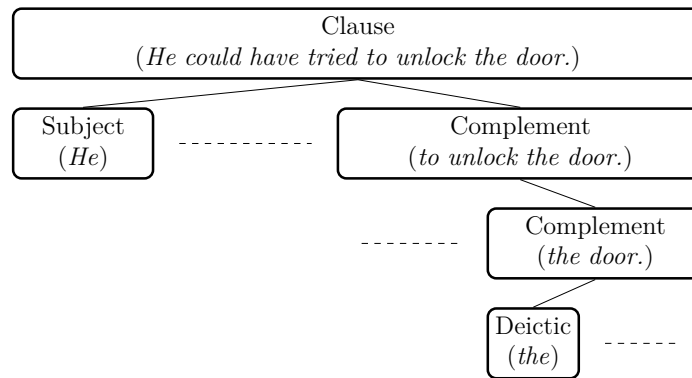 Clause
(He could have tried to unlock the door.)
Subject
(He)
Complement
(to unlock the door.)
Complement
(the door.)
Deictic
(the)